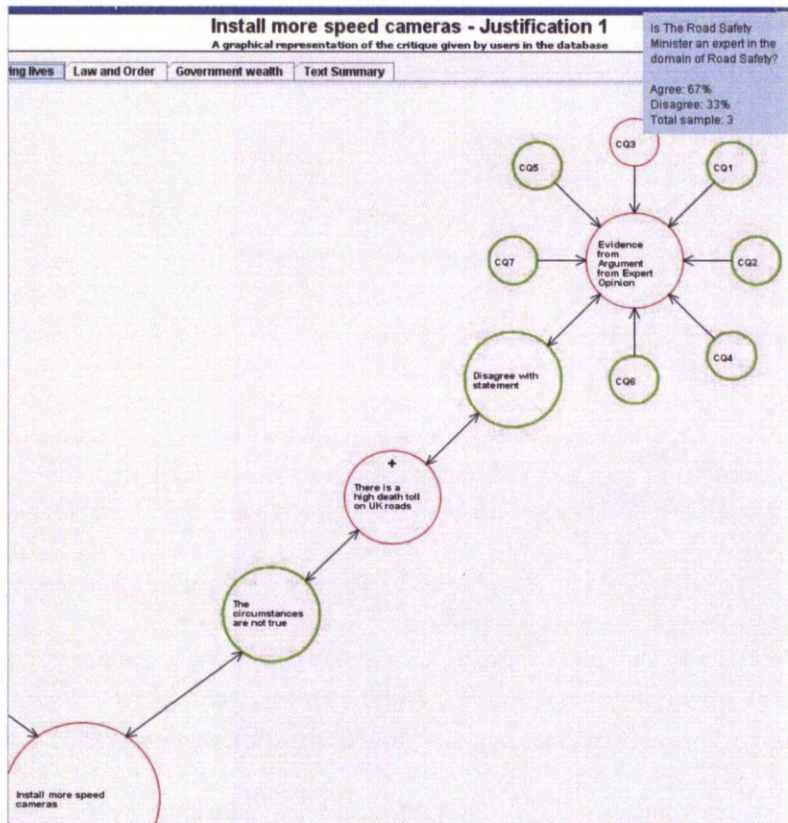 Install more speed cameras - Justification 1
A graphical representation of the critique given by users in the database
Is The Road Safety
Minister an expert in the
domain of Road Safety?
Agree: 67%
Disagree: 33%
Total sample: 3
ing lives
Law and Order
Government wealth
Text Summary
CQ3
CQ5
CQ1
CQ7
Evidence
from
Argument
from Expert
Opinion
CQ2
CQ4
CQ6
Disagree with
statement
+
There is a
high death toll
on UK roads
The
circumstances
are not true
Install more speed
cameras